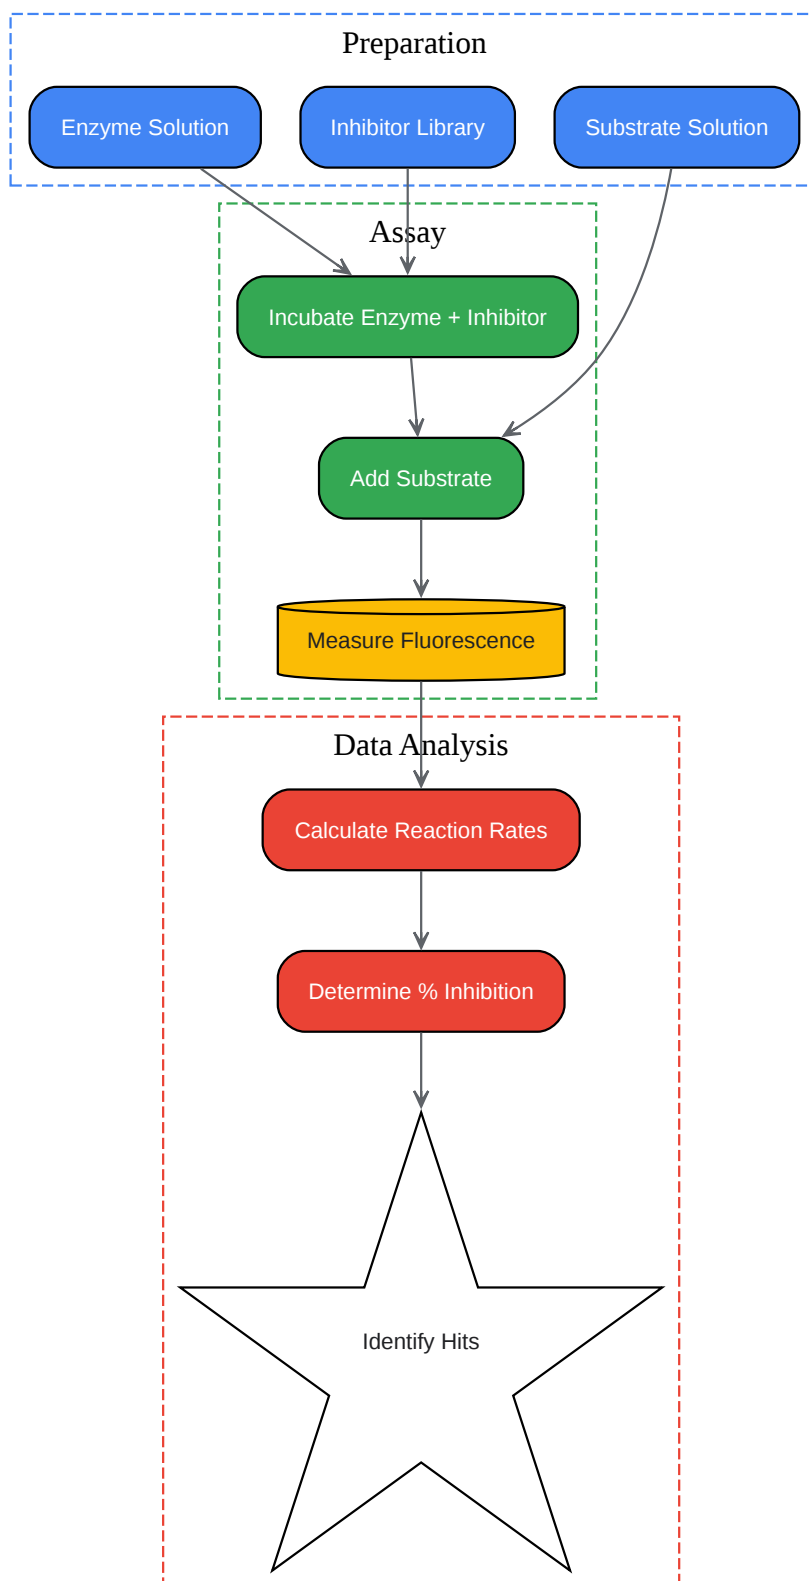 Preparation
Enzyme Solution
Inhibitor Library
Substrate Solution
Assay
Incubate Enzyme + Inhibitor
Add Substrate
Measure Fluorescence
Data Analysis
Calculate Reaction Rates
Determine % Inhibition
Identify Hits